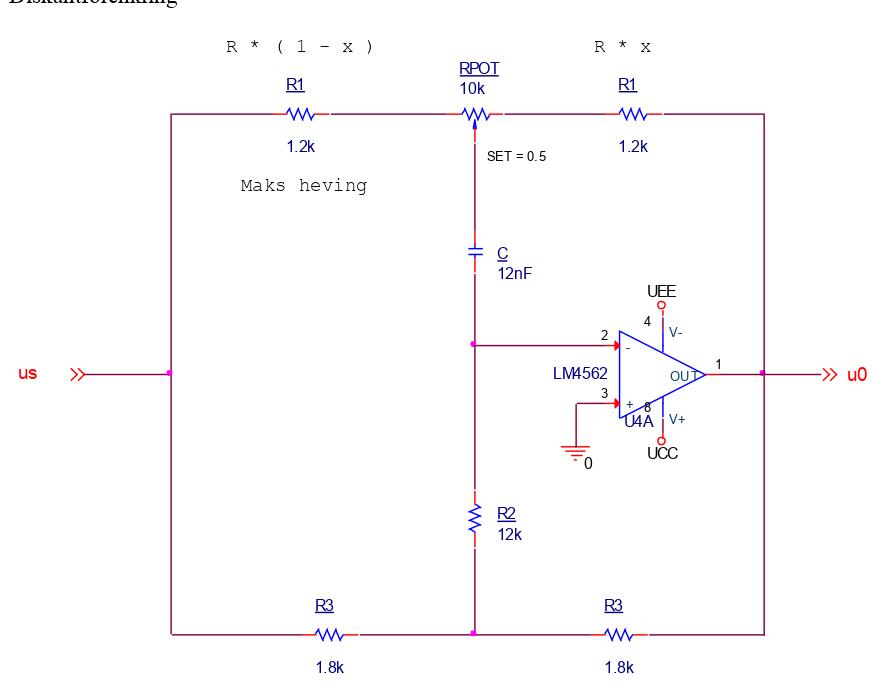 R * ( 1 - x )
R * x
RPOT
10k
R1
1.2k
R1
1.2k
SET = 0.5
Maks heving
C
12nF
UEE
4
V-
2
-
us
LM4562
OUT
1
u0
3
+
8
U4A
V+
UCC
0
R2
12k
R3
1.8k
R3
1.8k